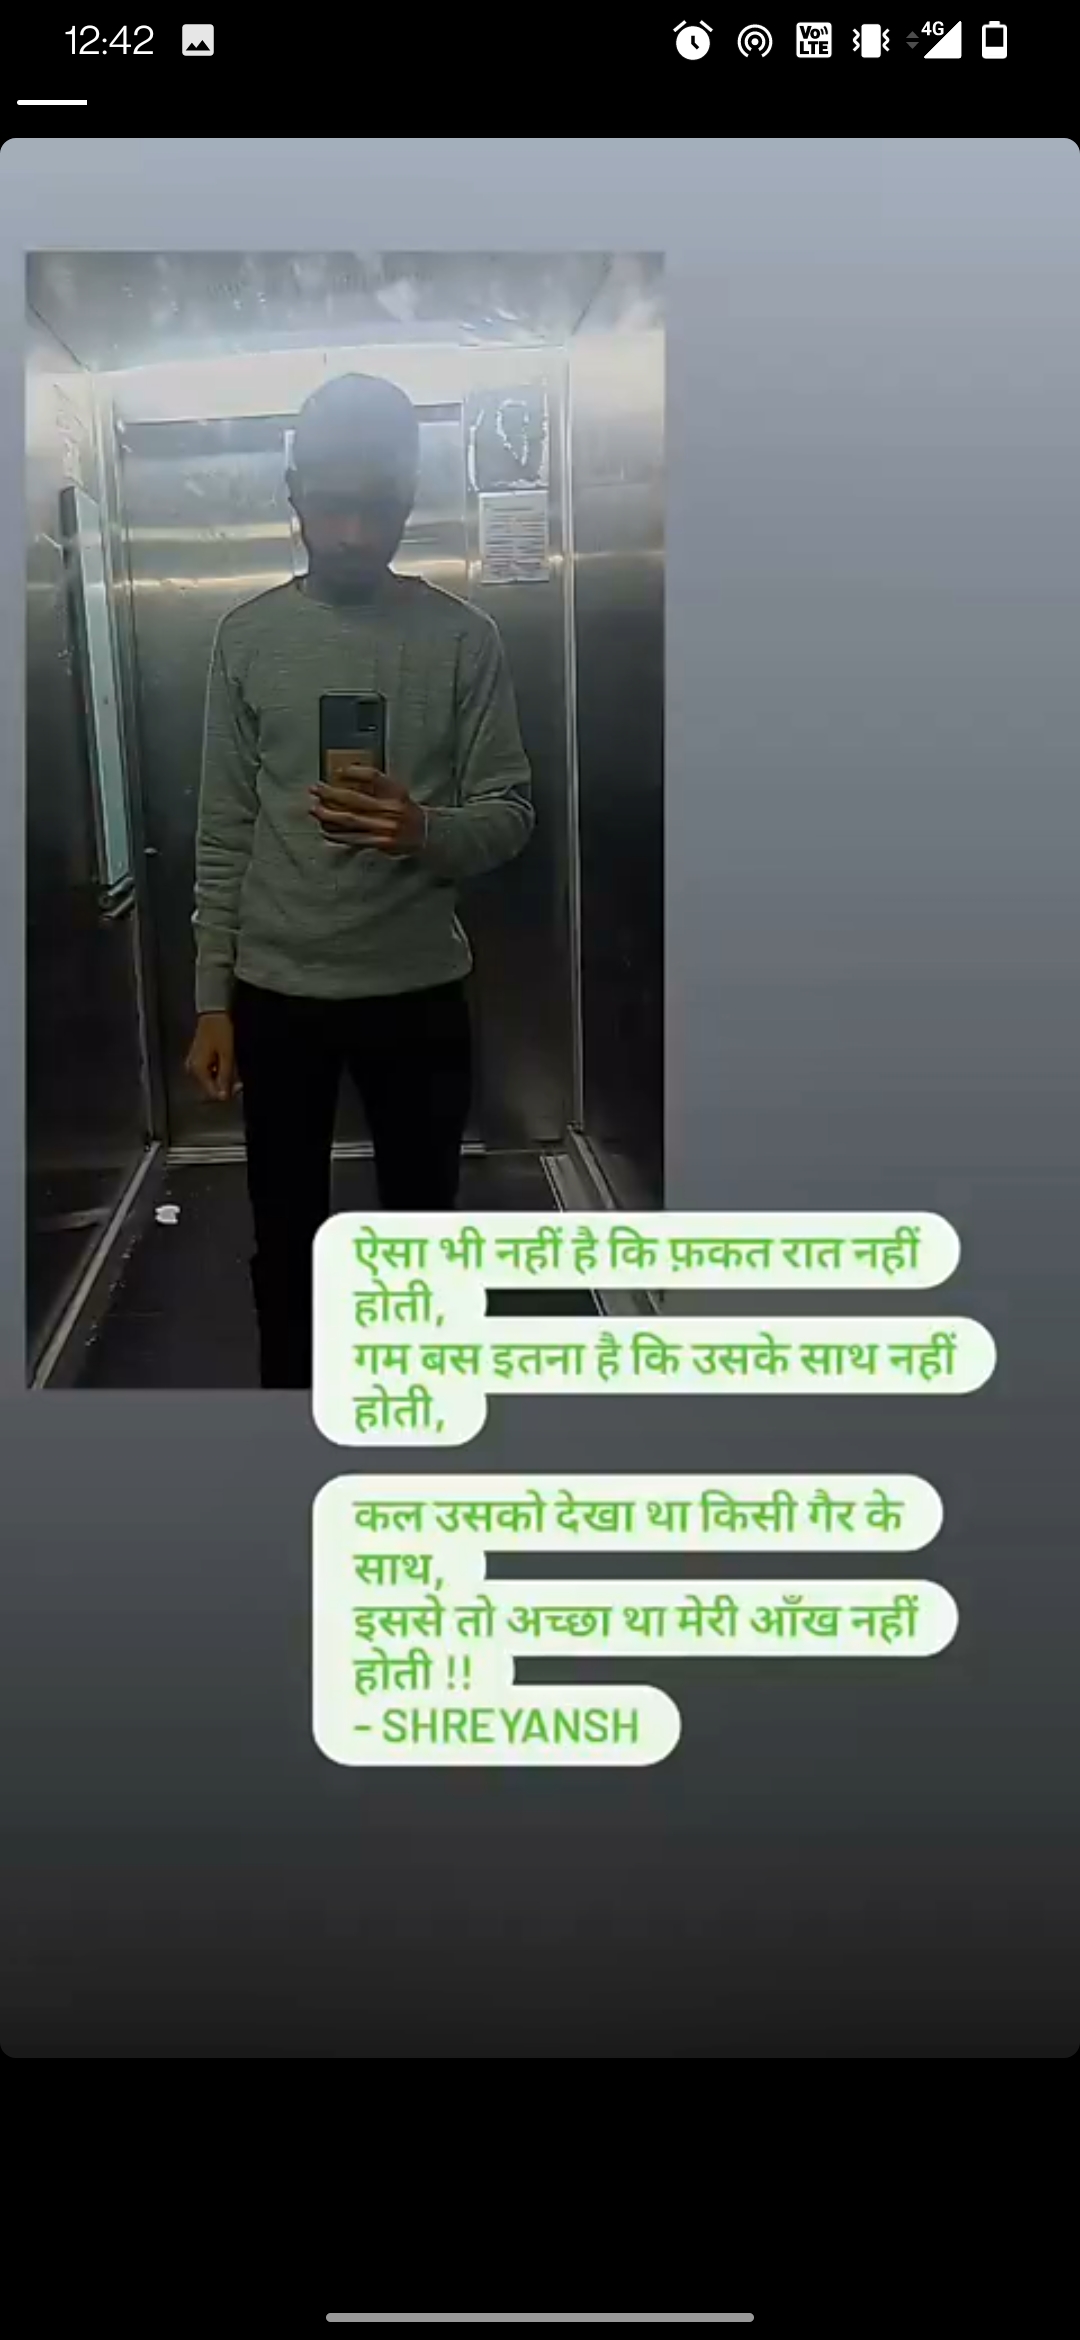 12:42
Vo)) LTE
4G
ऐसा भी नहीं है कि फ़कत रात नहीं
होती,
गम बस इतना है कि उसके साथ नहीं
होती,
कल उसको देखा था किसी गैर के
साथ,
इससे तो अच्छा था मेरी आँख नहीं
होती !!
- SHREYANSH